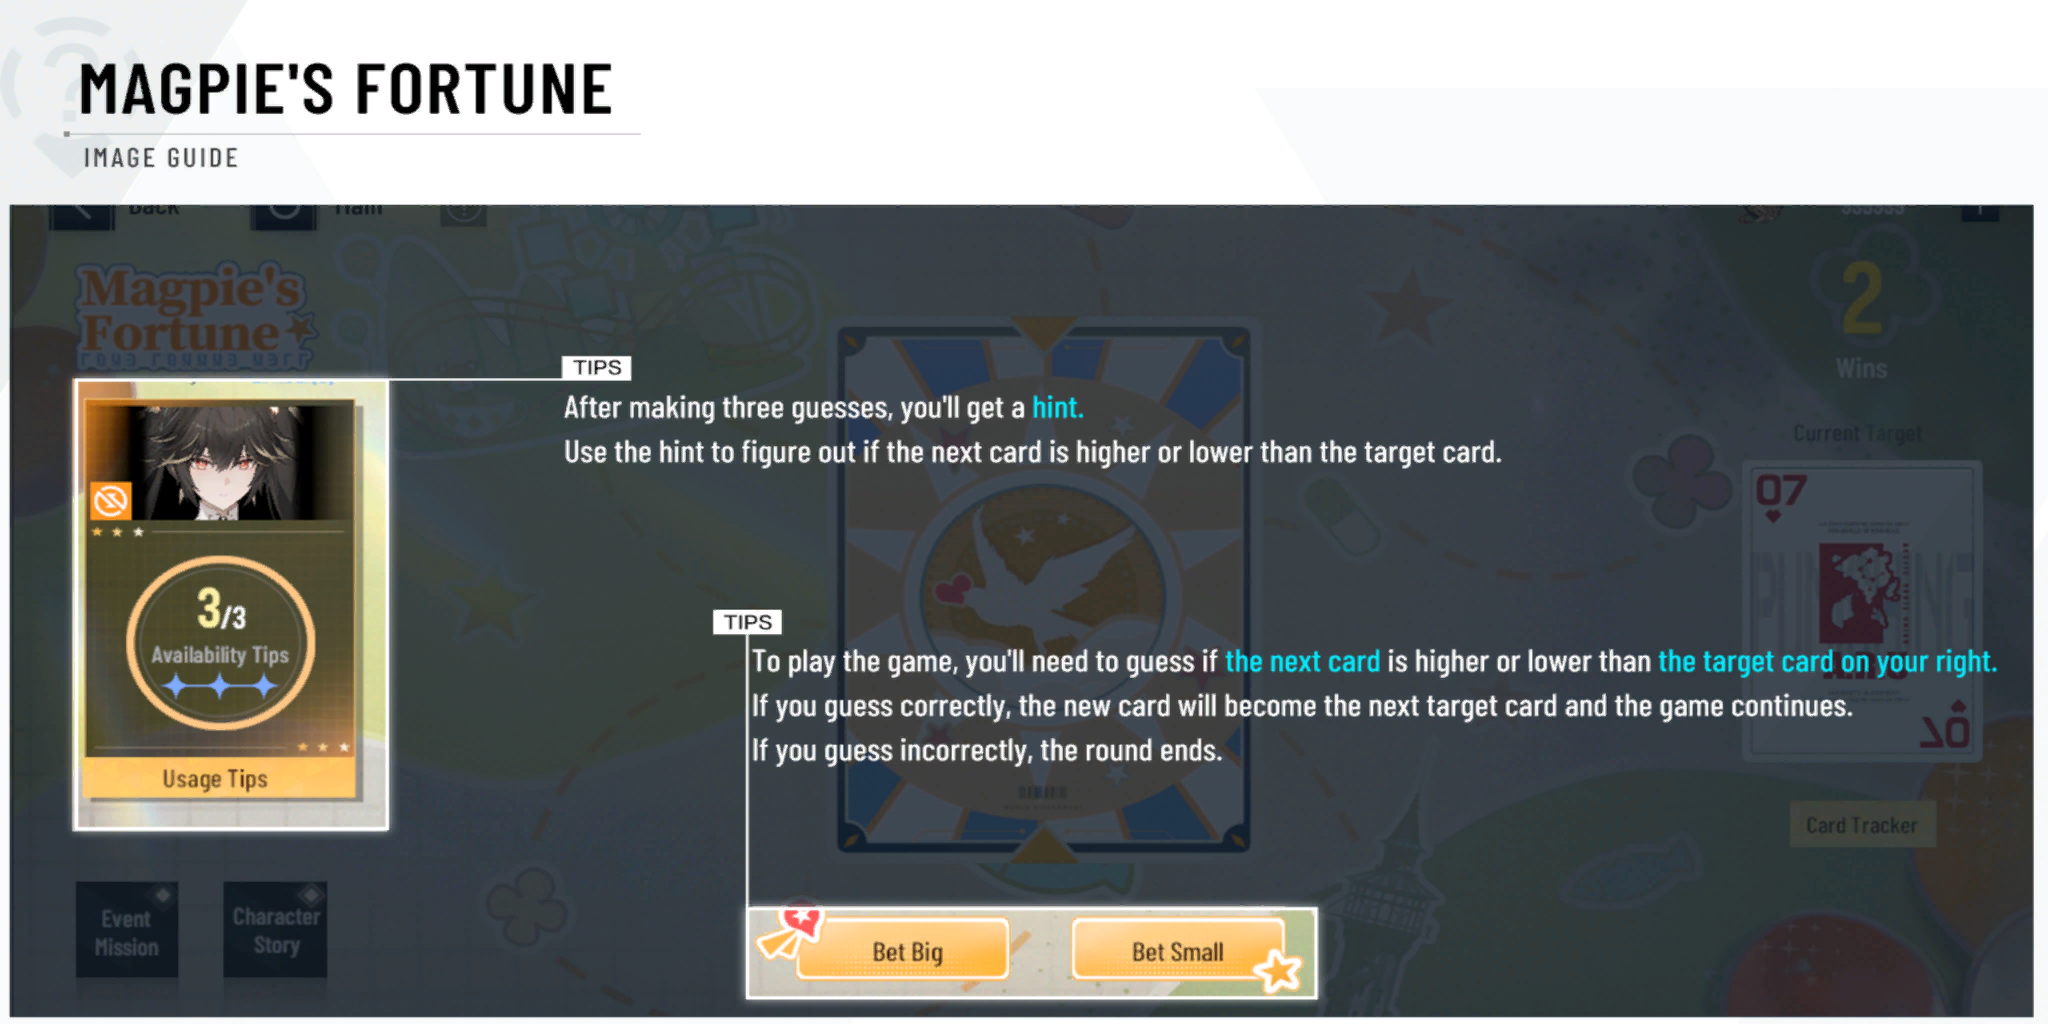 MAGPIE'S FORTUNE
IMAGE GUIDE
Back
Main
Magpie's
Fortune
2
Wins
TIPS
After making three guesses, you'll get a hint.
Use the hint to figure out if the next card is higher or lower than the target card.
Current Target
07
3/3
Availability Tips
Usage Tips
TIPS
To play the game, you'll need to guess if the next card is higher or lower than the target card on your right.
If you guess correctly, the new card will become the next target card and the game continues.
If you guess incorrectly, the round ends.
07
Card Tracker
Event
Mission
Character
Story
Bet Big
Bet Small